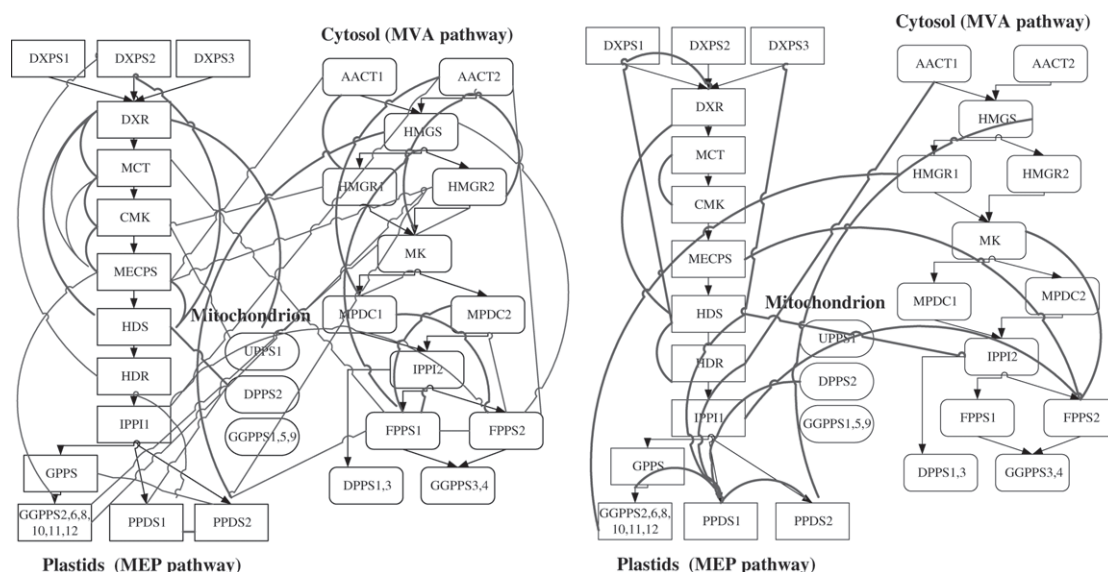 Cytosol (MVA pathway)
DXPS1 DXPS2 DXPS3
AACT1 AACT2
DXR
HMGS
MCT
HMGR1 HMGR2
CMK
MK
MECPS
Mitochondrion
MPDC1 MPDC2
HDS
UPPS1
IPPI2
HDR
DPPS2
IPPI1
GGPPS1,5,9
FPPS1 FPPS2
GPPS
DPPS1,3 GGPPS3,4
GGPPS2,6,8,
10,11,12
PPDS1 PPDS2
Plastids (MEP pathway)
Cytosol (MVA pathway)
DXPS1 DXPS2 DXPS3
AACT1 AACT2
DXR
HMGS
MCT
HMGR1 HMGR2
CMK
MK
MECPS
MPDC1 MPDC2
Mitochondrion
HDS
UPPS1
IPPI2
HDR
DPPS2
IPPI1
GGPPS1,5,9
FPPS1 FPPS2
GPPS
DPPS1,3 GGPPS3,4
GGPPS2,6,8,
10,11,12
PPDS1 PPDS2
Plastids (MEP pathway)